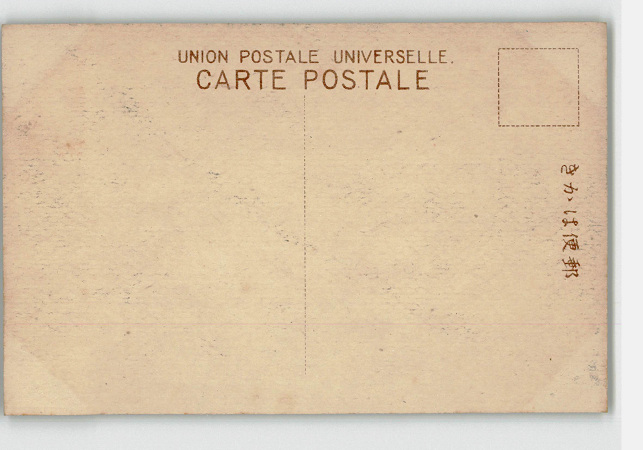 UNION POSTALE UNIVERSELLE.
CARTE POSTALE
郵便はかき